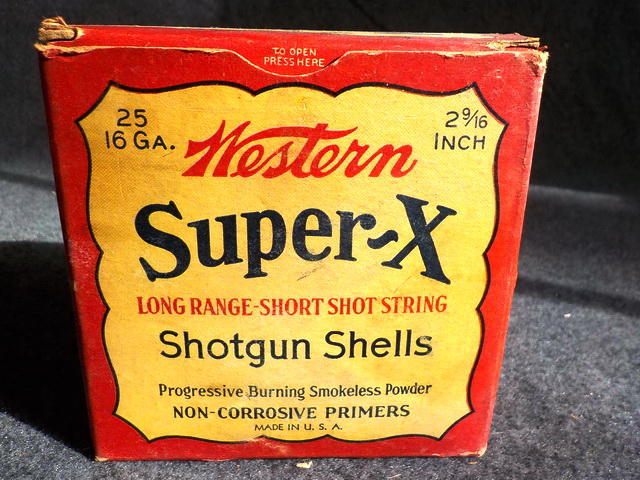 TO OPEN
PRESS HERE
25
16 GA.
2 9/16
INCH
Western
Super-X
LONG RANGE-SHORT SHOT STRING
Shotgun Shells
Progressive Burning Smokeless Powder
NON-CORROSIVE PRIMERS
MADE IN U. S. A.